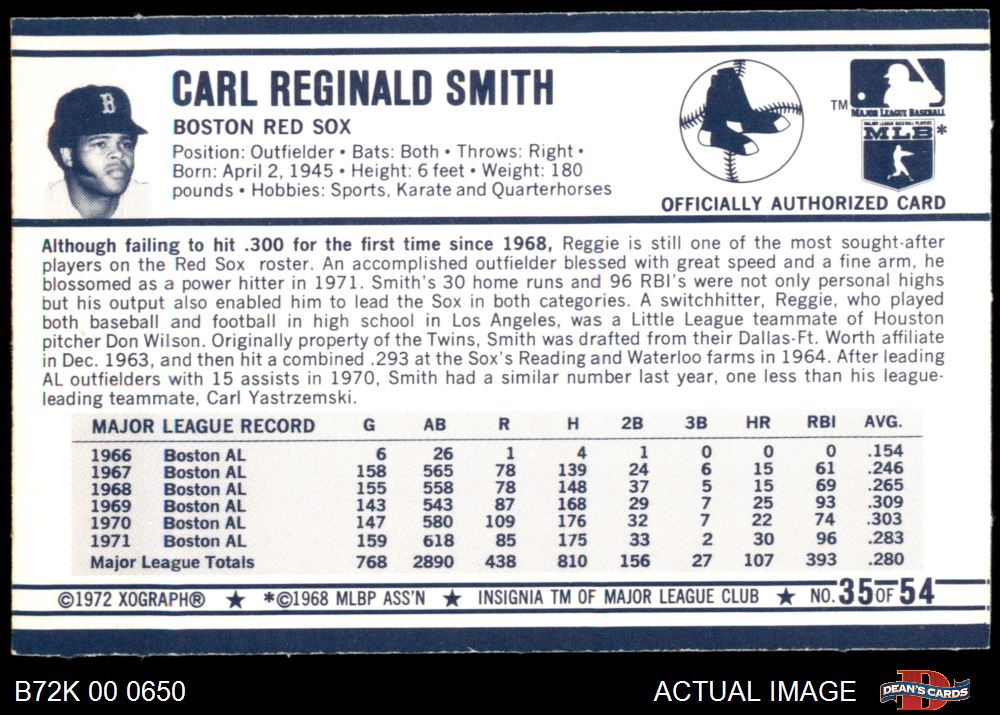 CARL REGINALD SMITH
BOSTON RED SOX
Position: Outfielder • Bats: Both • Throws: Right •
Born: April 2, 1945 • Height: 6 feet • Weight: 180
pounds • Hobbies: Sports, Karate and Quarterhorses
B
TM
MAJOR LEAGUE BASEBALL
MAJOR LEAGUE BASEBALL PLAYERS
MLB*
OFFICIALLY AUTHORIZED CARD
Although failing to hit .300 for the first time since 1968, Reggie is still one of the most sought-after
players on the Red Sox roster. An accomplished outfielder blessed with great speed and a fine arm, he
blossomed as a power hitter in 1971. Smith's 30 home runs and 96 RBI's were not only personal highs
but his output also enabled him to lead the Sox in both categories. A switchhitter, Reggie, who played
both baseball and football in high school in Los Angeles, was a Little League teammate of Houston
pitcher Don Wilson. Originally property of the Twins, Smith was drafted from their Dallas-Ft. Worth affiliate
in Dec. 1963, and then hit a combined .293 at the Sox's Reading and Waterloo farms in 1964. After leading
AL outfielders with 15 assists in 1970, Smith had a similar number last year, one less than his league-
leading teammate, Carl Yastrzemski.
MAJOR LEAGUE RECORD G AB R H 2B 3B HR RBI AVG.
1966 Boston AL 6 26 1 4 1 0 0 0 .154
1967 Boston AL 158 565 78 139 24 6 15 61 .246
1968 Boston AL 155 558 78 148 37 5 15 69 .265
1969 Boston AL 143 543 87 168 29 7 25 93 .309
1970 Boston AL 147 580 109 176 32 7 22 74 .303
1971 Boston AL 159 618 85 175 33 2 30 96 .283
Major League Totals 768 2890 438 810 156 27 107 393 .280
©1972 XOGRAPH® ★ *©1968 MLBP ASS'N ★ INSIGNIA TM OF MAJOR LEAGUE CLUB ★ NO. 35 OF 54
B72K 00 0650 ACTUAL IMAGE
D
DEAN'S CARDS